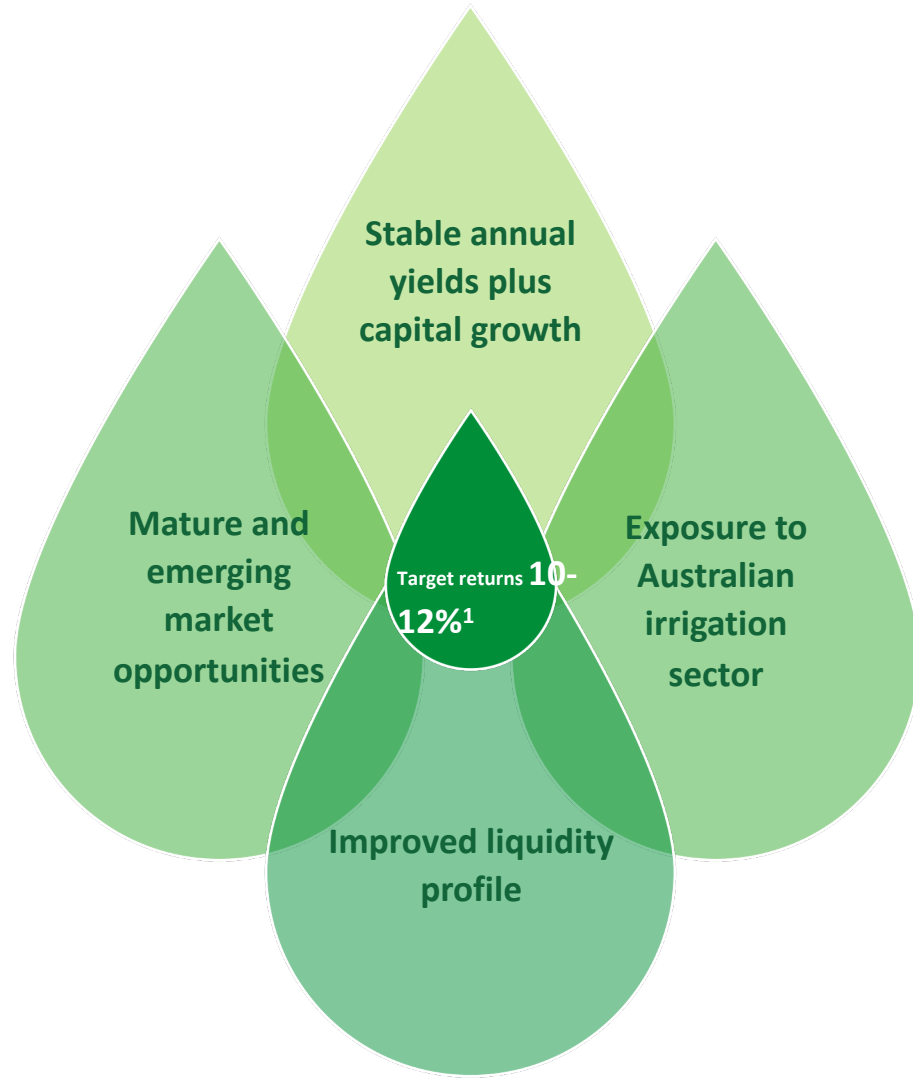 Stable annual
yields plus
capital growth
Mature and
emerging
market
opportunities
Target returns 10-
12%¹
Exposure to
Australian
irrigation
sector
Improved liquidity
profile